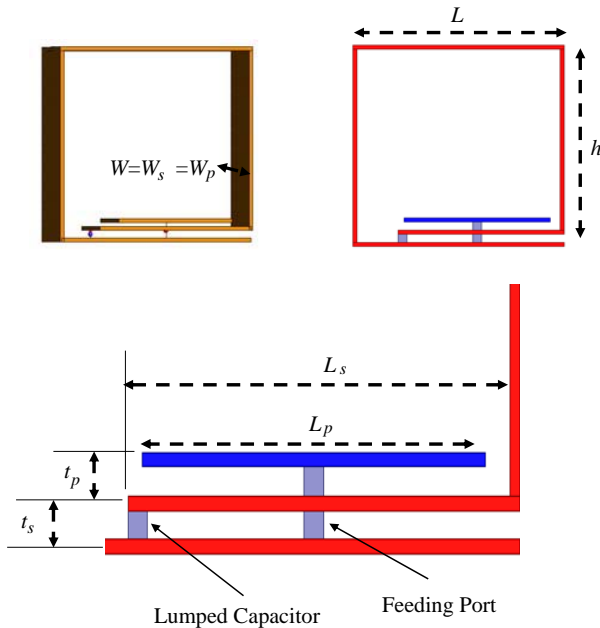 L
h
W=Ws =Wp
Ls
Lp
tp
ts
Lumped Capacitor
Feeding Port